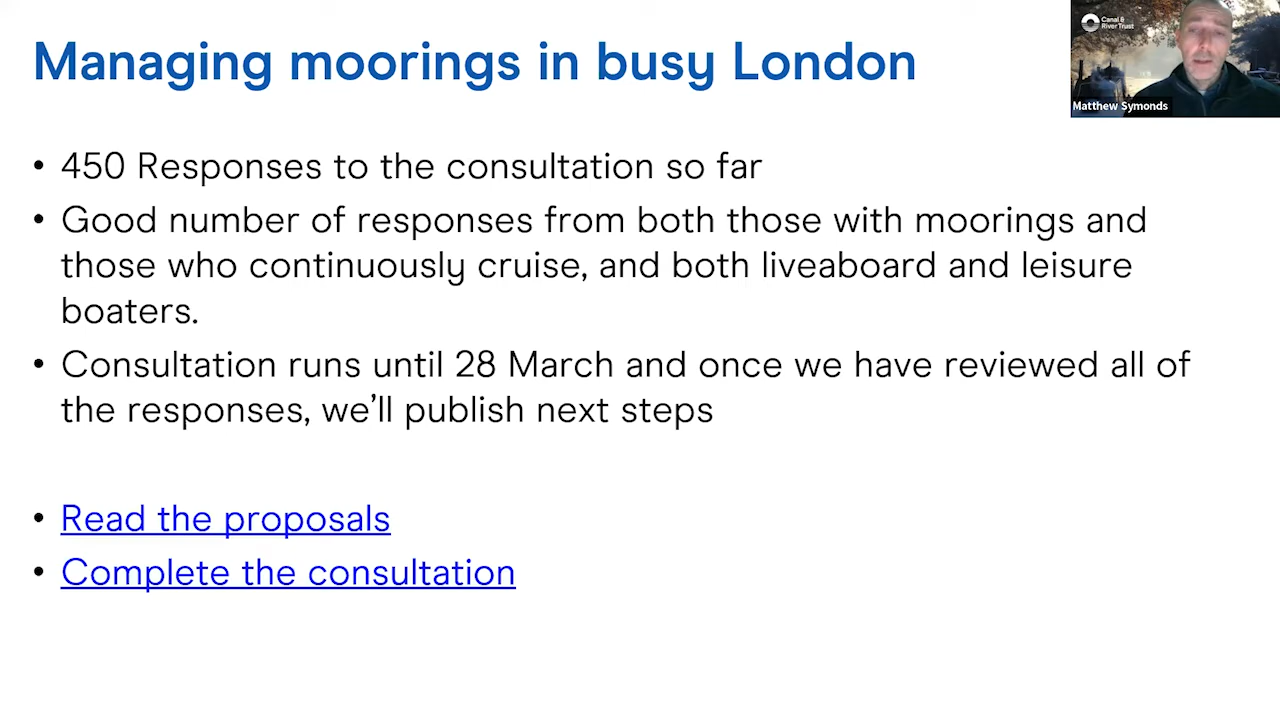 Managing moorings in busy London
Canal &
River Trust
Matthew Symonds
• 450 Responses to the consultation so far
• Good number of responses from both those with moorings and
those who continuously cruise, and both liveaboard and leisure
boaters.
• Consultation runs until 28 March and once we have reviewed all of
the responses, we’ll publish next steps
• Read the proposals
• Complete the consultation